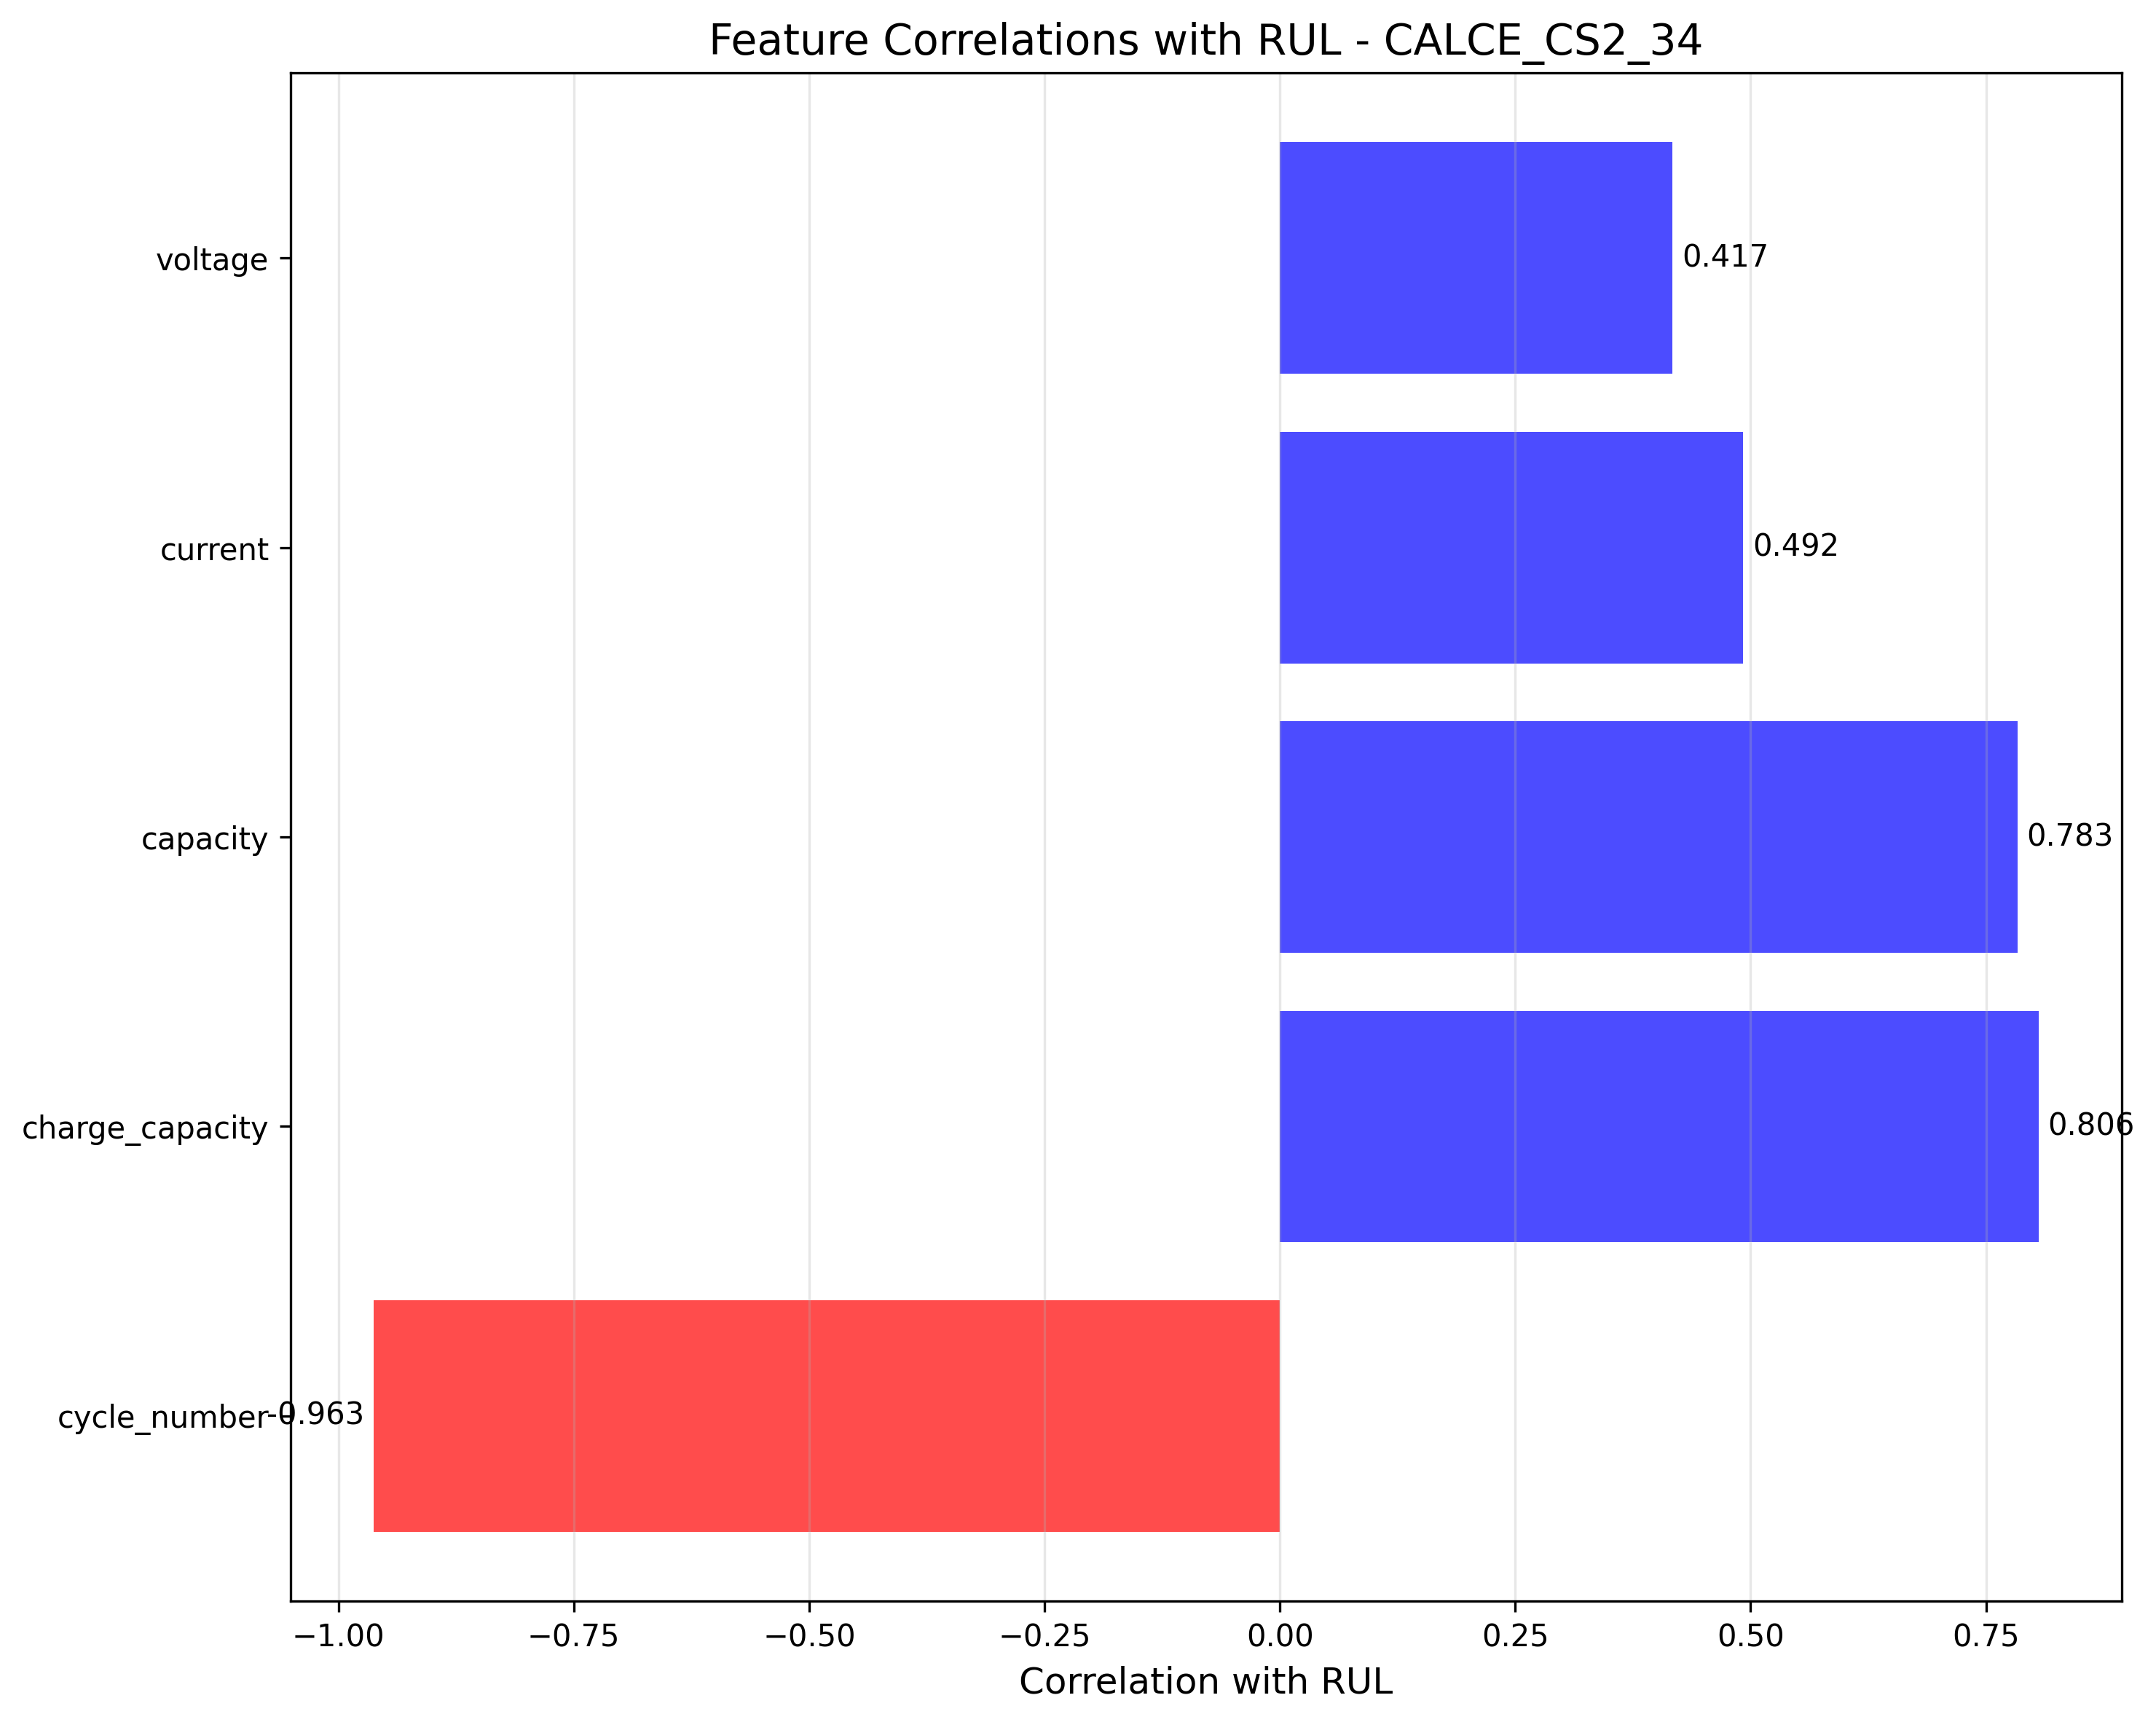 Feature Correlations with RUL - CALCE_CS2_34
voltage
0.417
current
0.492
capacity
0.783
charge_capacity
0.806
cycle_number
-0.963
−1.00
−0.75
−0.50
−0.25
0.00
0.25
0.50
0.75
Correlation with RUL